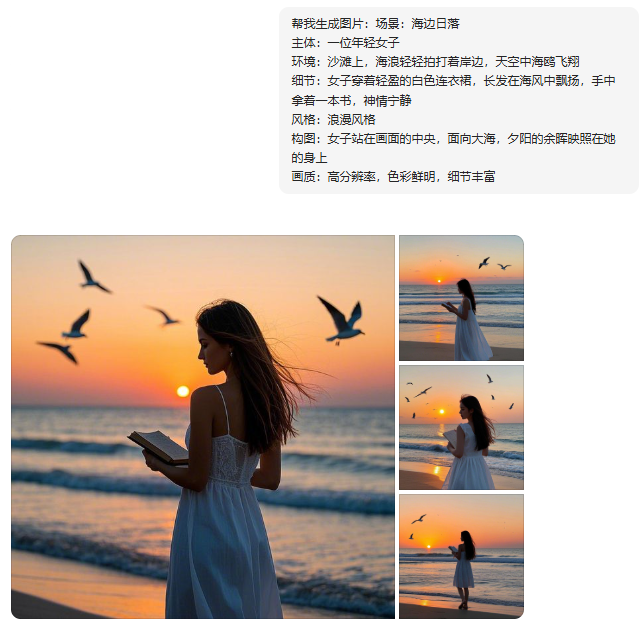 帮我生成图片：场景：海边日落
主体：一位年轻女子
环境：沙滩上，海浪轻轻拍打着岸边，天空中海鸥飞翔
细节：女子穿着轻盈的白色连衣裙，长发在海风中飘扬，手中
拿着一本书，神情宁静
风格：浪漫风格
构图：女子站在画面的中央，面向大海，夕阳的余晖映照在她
的身上
画质：高分辨率，色彩鲜明，细节丰富